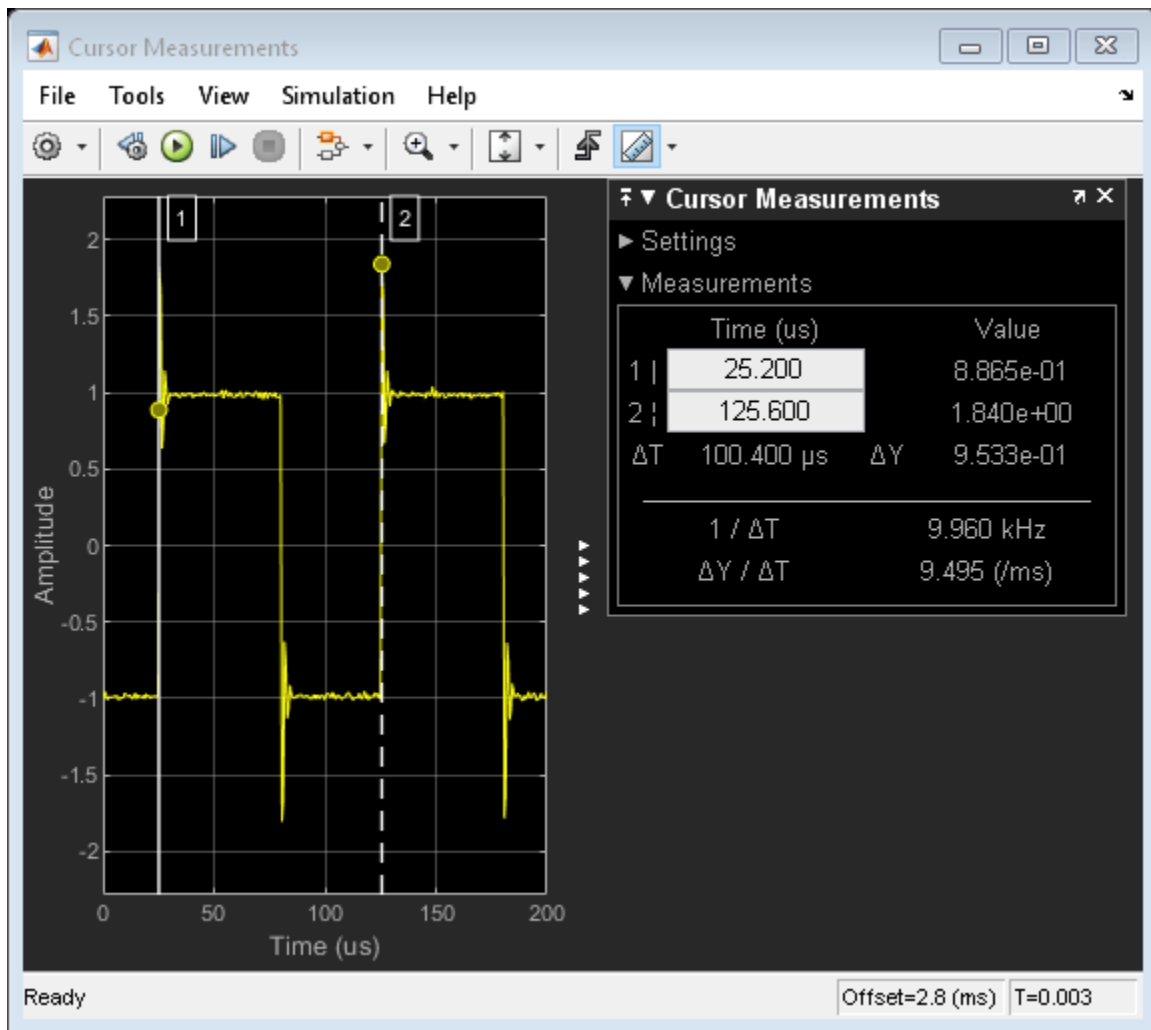 Cursor Measurements
File Tools View Simulation Help
1 2
2
1.5
1
0.5
0
-0.5
-1
-1.5
-2
Amplitude
0 50 100 150 200
Time (us)
Cursor Measurements
Settings
Measurements
Time (us) Value
1 | 25.200 8.865e-01
2 ¦ 125.600 1.840e+00
ΔT 100.400 µs ΔY 9.533e-01
1 / ΔT 9.960 kHz
ΔY / ΔT 9.495 (/ms)
Ready Offset=2.8 (ms) T=0.003